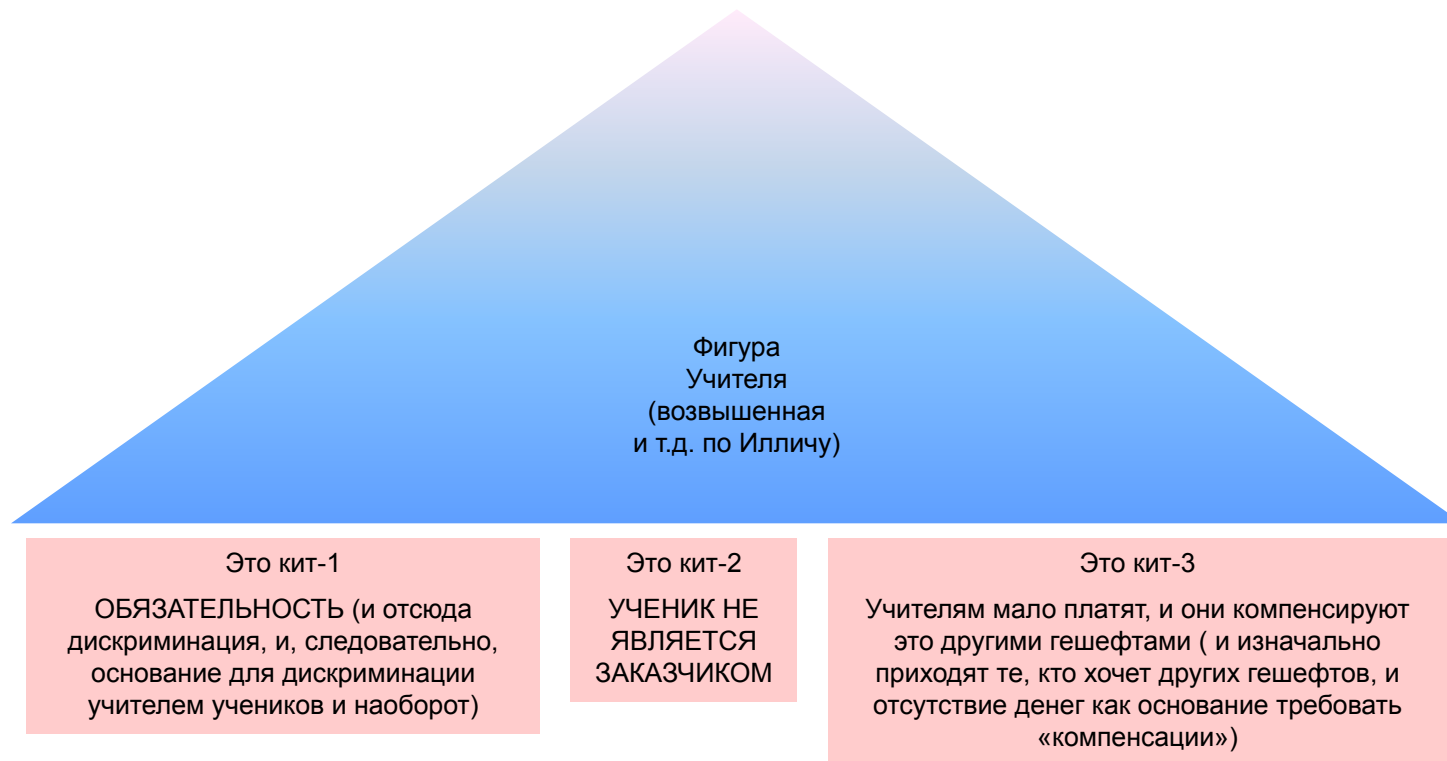 Фигура
Учителя
(возвышенная
и т.д. по Илличу)
Это кит-1
ОБЯЗАТЕЛЬНОСТЬ (и отсюда
дискриминация, и, следовательно,
основание для дискриминации
учителем учеников и наоборот)
Это кит-2
УЧЕНИК НЕ
ЯВЛЯЕТСЯ
ЗАКАЗЧИКОМ
Это кит-3
Учителям мало платят, и они компенсируют
это другими гешефтами ( и изначально
приходят те, кто хочет других гешефтов, и
отсутствие денег как основание требовать
«компенсации»)